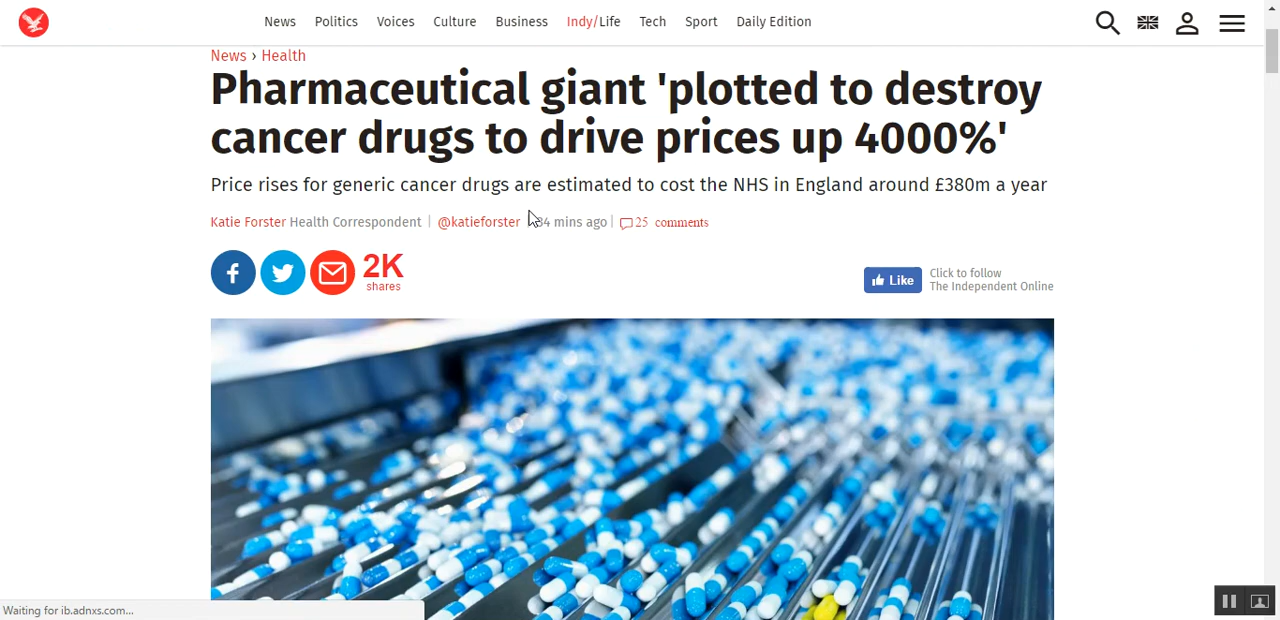 News Politics Voices Culture Business Indy/Life Tech Sport Daily Edition
News › Health
Pharmaceutical giant 'plotted to destroy
cancer drugs to drive prices up 4000%'
Price rises for generic cancer drugs are estimated to cost the NHS in England around £380m a year
Katie Forster Health Correspondent | @katieforster | 34 mins ago | 25 comments
2K
shares
Like
Click to follow
The Independent Online
Waiting for ib.adnxs.com...